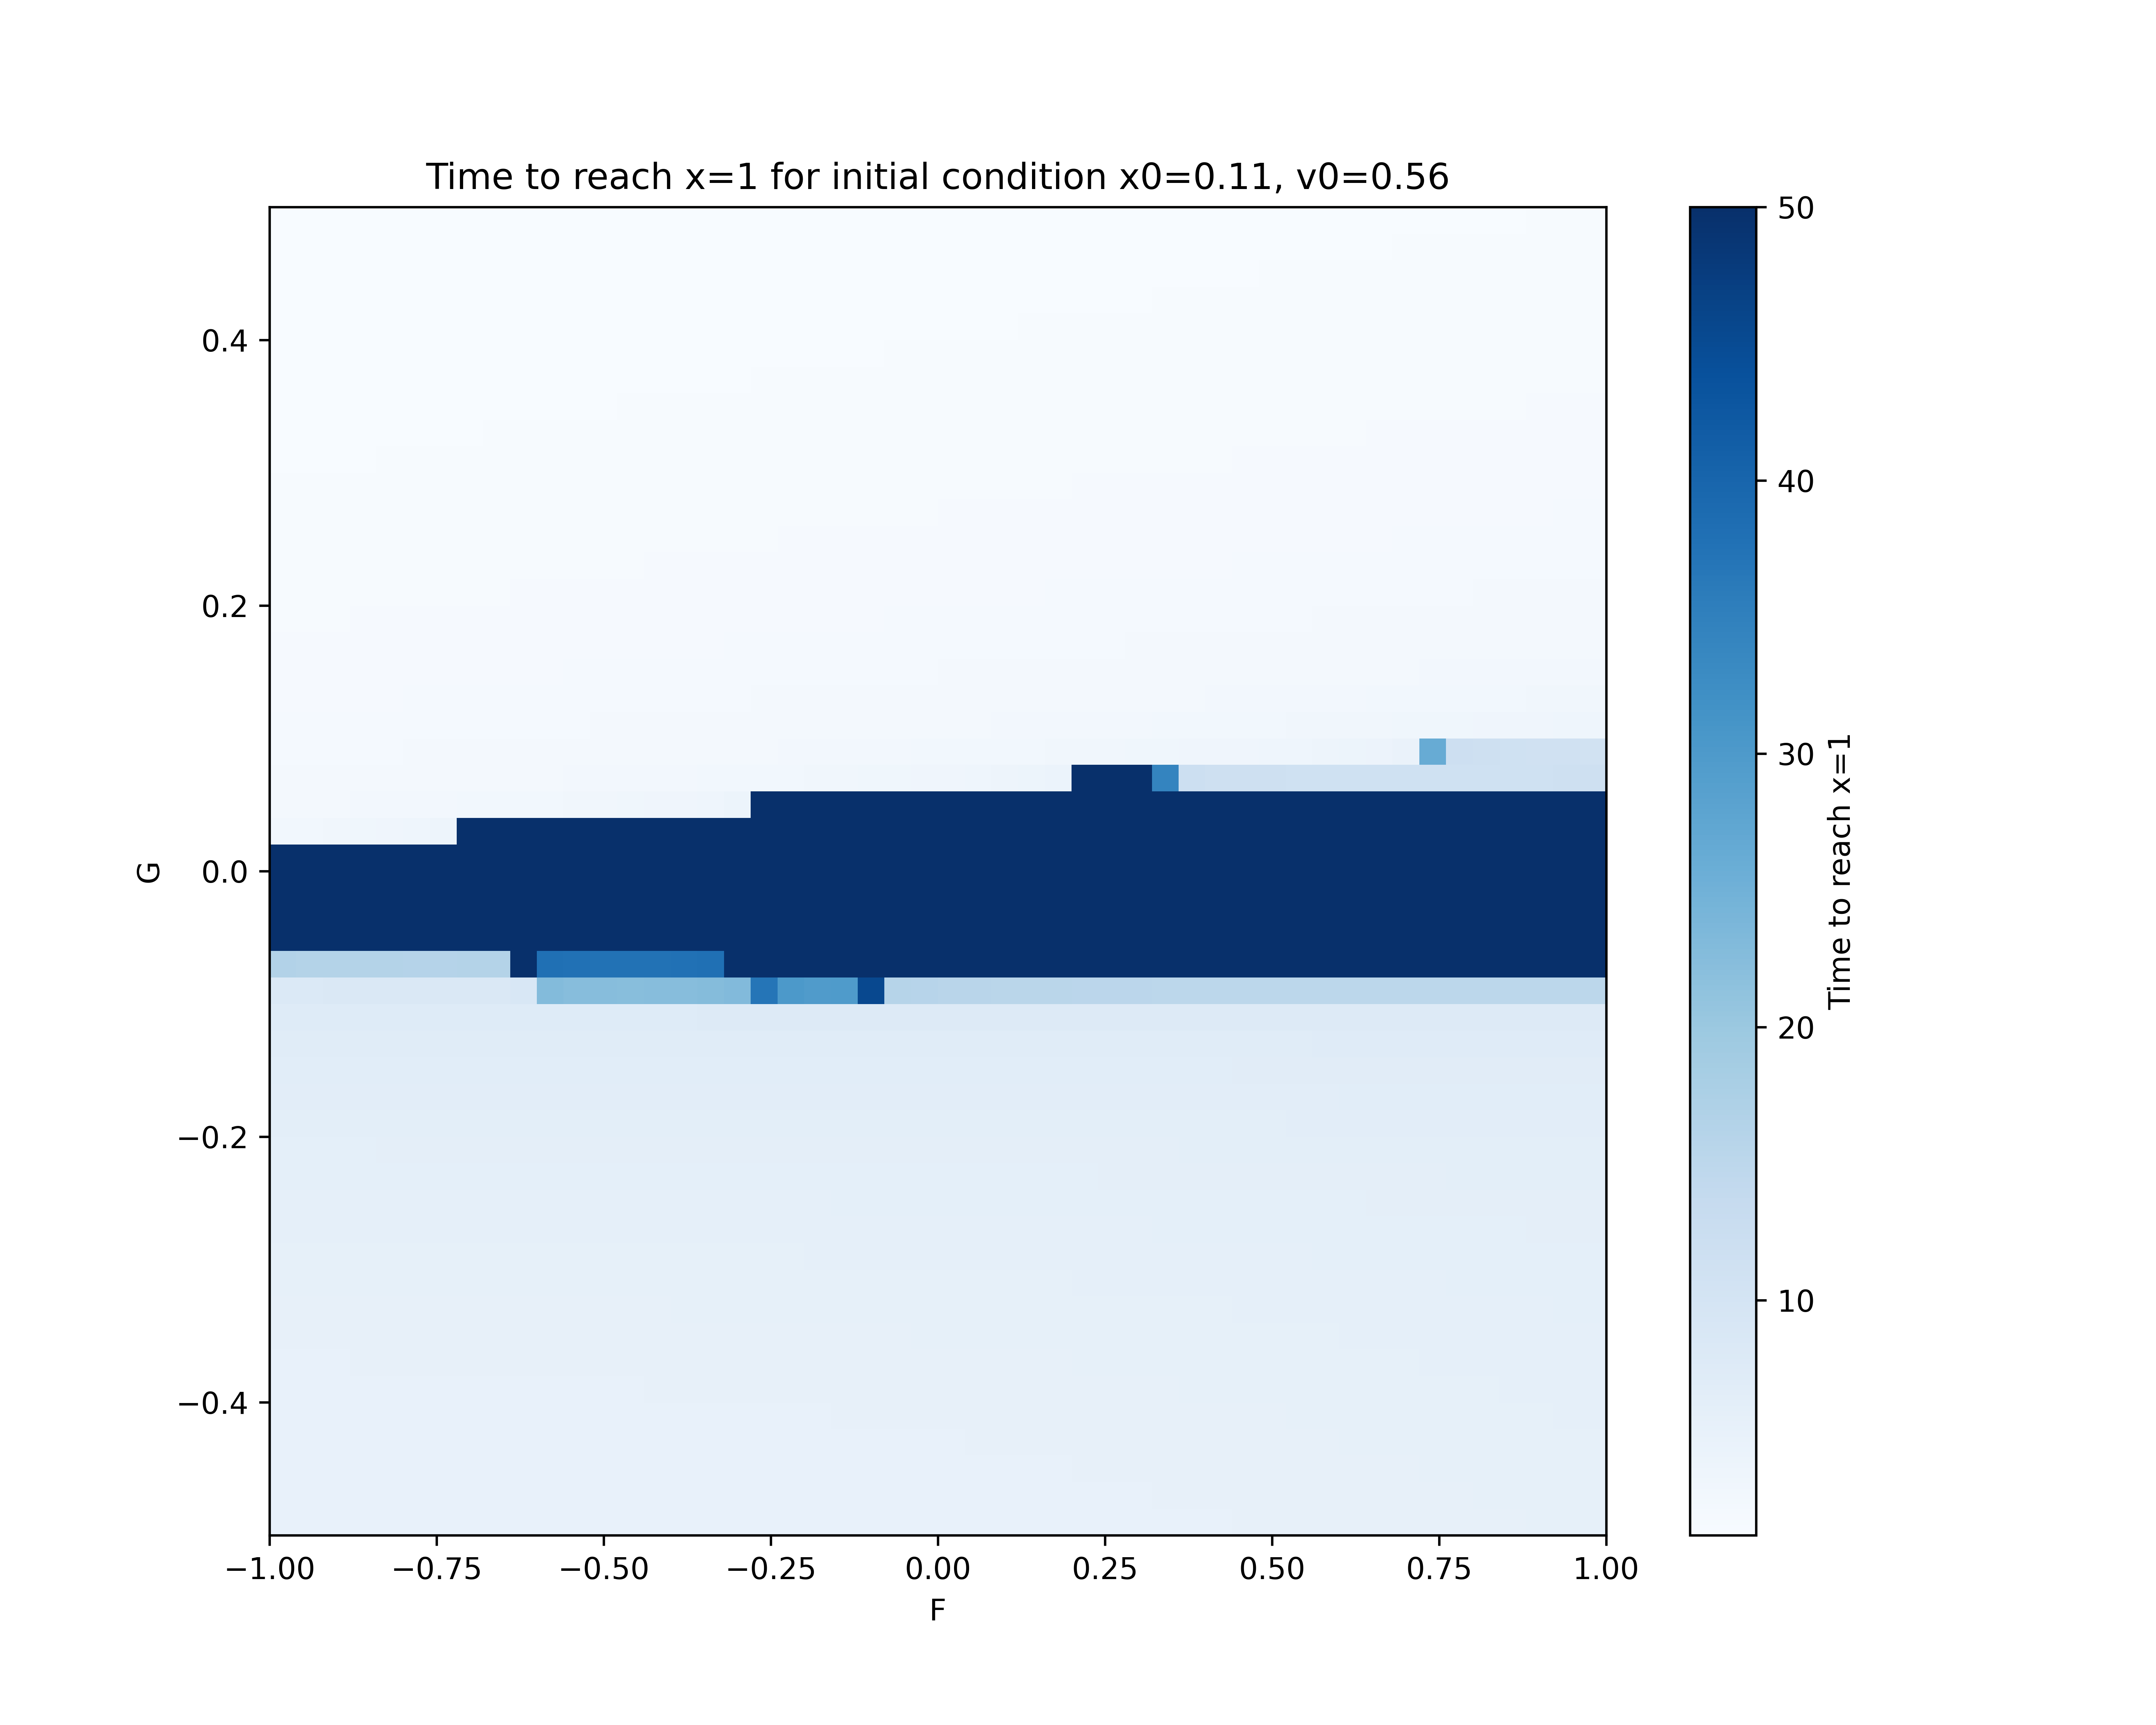 Time to reach x=1 for initial condition x0=0.11, v0=0.56
0.4
0.2
0.0
−0.2
−0.4
G
−1.00 −0.75 −0.50 −0.25 0.00 0.25 0.50 0.75 1.00
F
50
40
30
20
10
Time to reach x=1